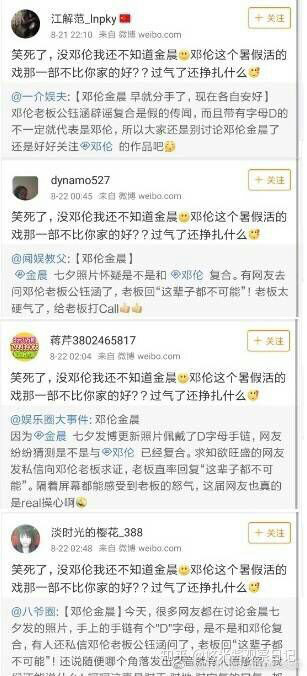 江解范_lnpky
+关注
8-21 22:10 来自 微博 weibo.com
笑死了，没邓伦我还不知道金晨邓伦这个暑假活的
戏那一部不比你家的好?？过气了还挣扎什么
@一介娱夫:【邓伦金晨 早就分手了，现在各自安好】
邓伦老板公钰涵辟谣复合是假的传闻，而且带有字母D的
不一定就代表是邓伦，所以大家还是别讨论邓伦金晨了
还是好好关注 邓伦 的作品吧
dynamo527
+关注
8-22 00:45 来自 微博 weibo.com
笑死了，没邓伦我还不知道金晨邓伦这个暑假活的
戏那一部不比你家的好?？过气了还挣扎什么
@闻娱教父:【邓伦金晨】
金晨 七夕照片怀疑是不是和 邓伦 复合。有网友去
问邓伦老板公钰涵了，老板回“这辈子都不可能”！老板太
硬气了，给老板打Call
蒋芹3802465817
+关注
8-22 02:04 来自 微博 weibo.com
笑死了，没邓伦我还不知道金晨邓伦这个暑假活的
戏那一部不比你家的好?？过气了还挣扎什么
@娱乐圈大事件: 邓伦金晨
因为 金晨 七夕发博更新照片佩戴了D字母手链，网友
纷纷猜测是不是与 邓伦 已经复合。求知欲旺盛的网友
发私信向邓伦老板求证，老板直率回复“这辈子都不可
能”。隔着屏幕都能感受到老板的怒气，这届网友也真的
是real操心啊
淡时光的樱花_388
+关注
8-22 02:48 来自 微博 weibo.com
笑死了，没邓伦我还不知道金晨邓伦这个暑假活的
戏那一部不比你家的好?？过气了还挣扎什么
@八爷圈:【邓伦金晨】今天，很多网友都在讨论金晨七
夕发的照片，手上的手链有个"D"字母，是不是和邓伦复
合，有人还私信邓伦老板公钰涵问了，老板回“这辈子都
不可能”！还说随便哪个角落发出声音就有人愿意信，我